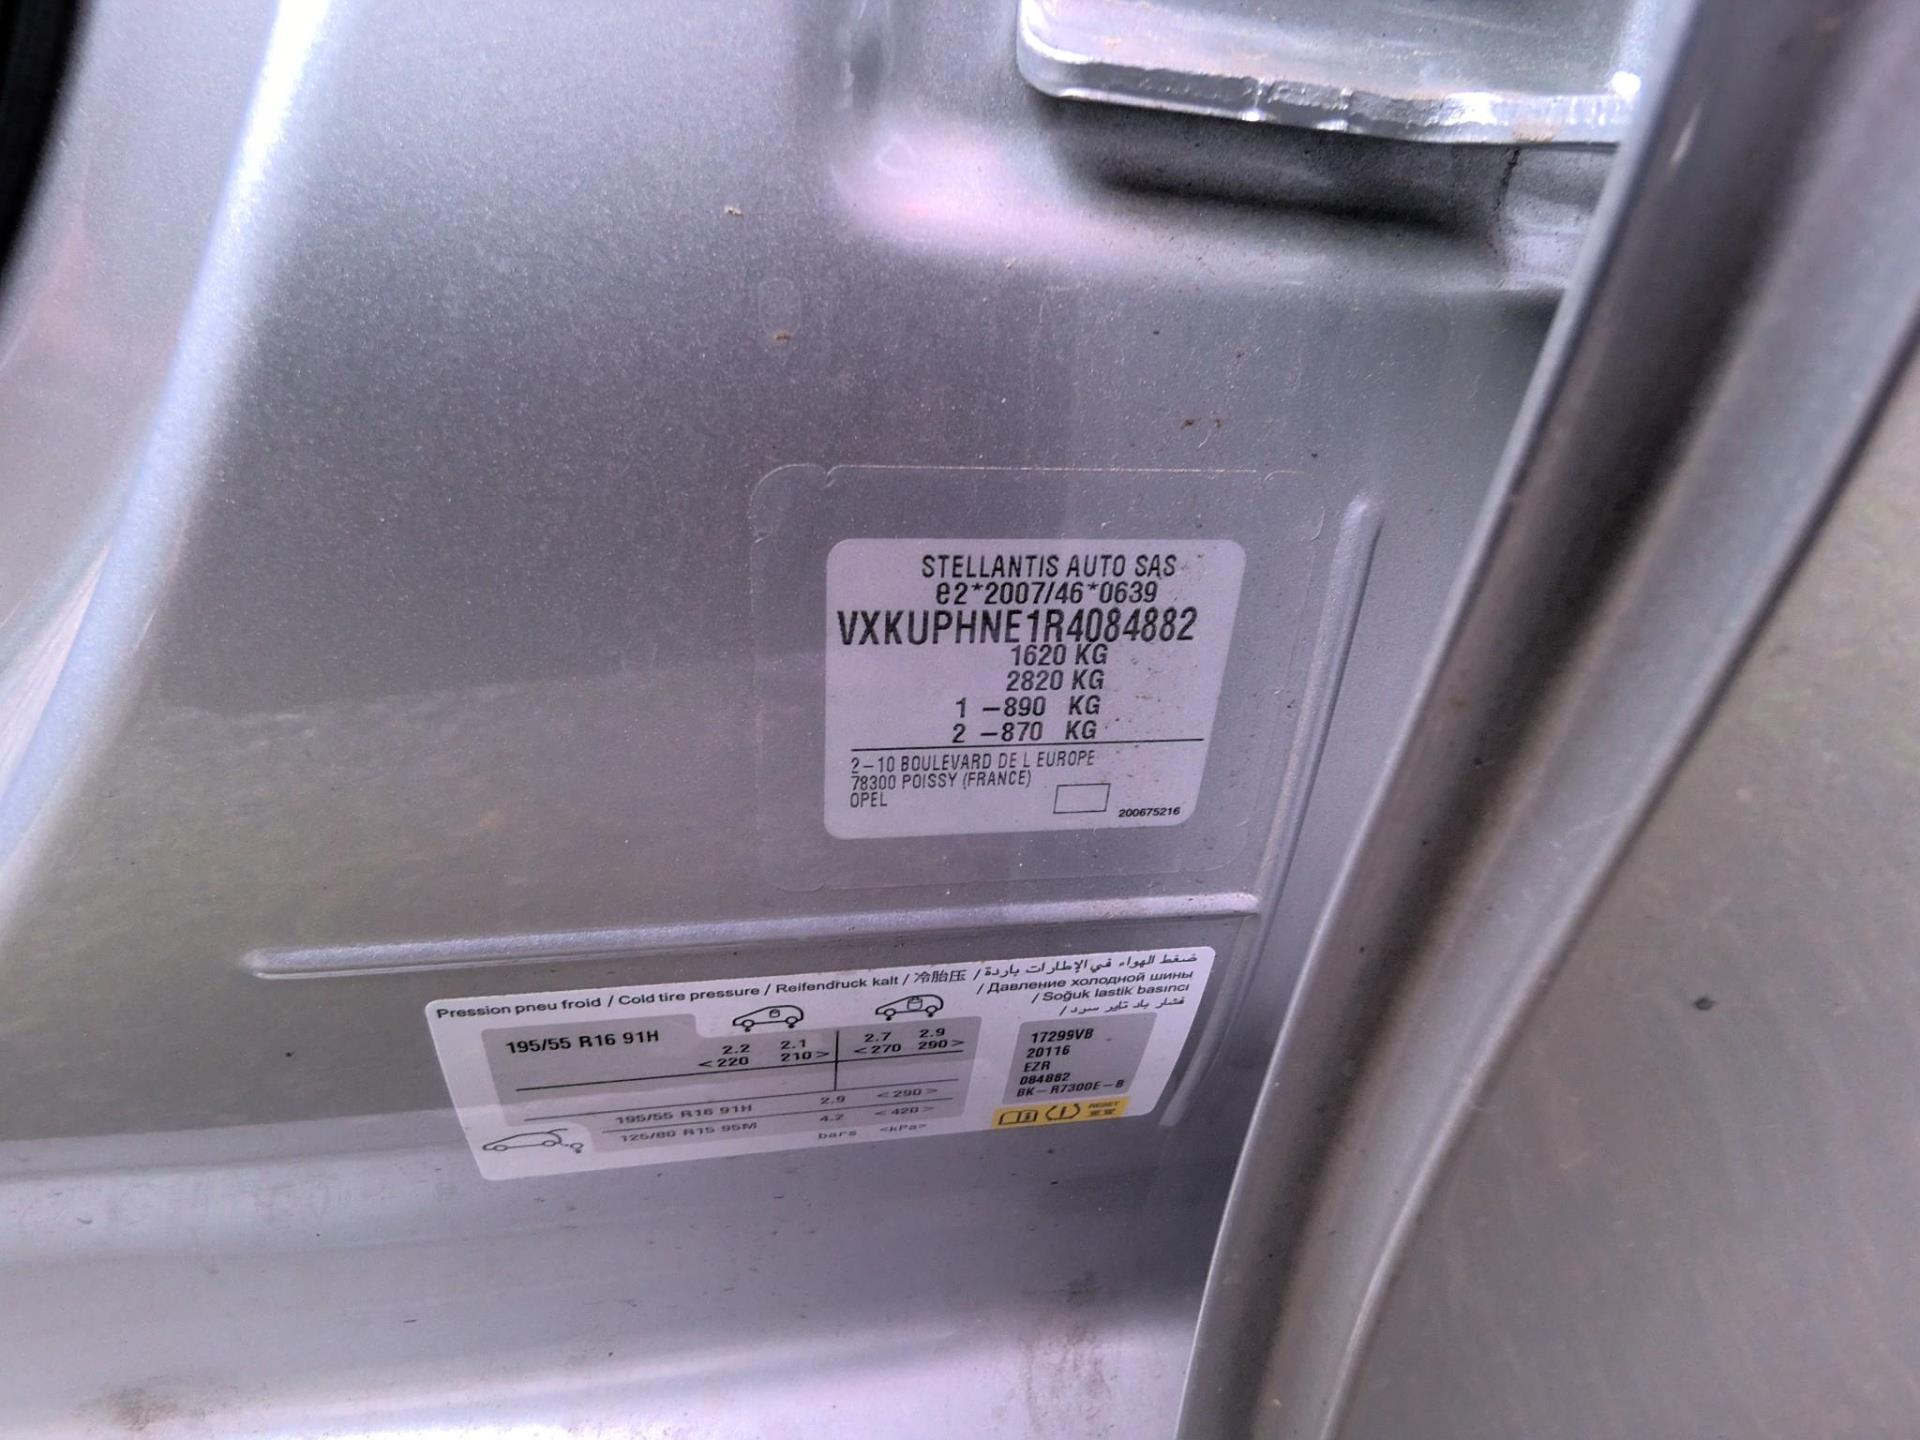 STELLANTIS AUTO SAS
e2*2007/46*0639
VXKUPHNE1R4084882
1620 KG
2820 KG
1 -890 KG
2 -870 KG
2-10 BOULEVARD DE L EUROPE
78300 POISSY (FRANCE)
OPEL
200675216
Pression pneu froid / Cold tire pressure / Reifendruck kalt / 冷胎压 / ضغط الهواء في الإطارات باردة
/ Давление холодной шины
/ Soğuk lastik basıncı
/ فشار باد تایر سرد
195/55 R16 91H
2.2 2.1 2.7 2.9
<220 210> <270 290>
195/55 R16 91H 2.9 <290>
125/80 R15 95M 4.2 <420>
bars <kPa>
17299VB
20116
EZR
084882
BK-R7300E-B
RESET